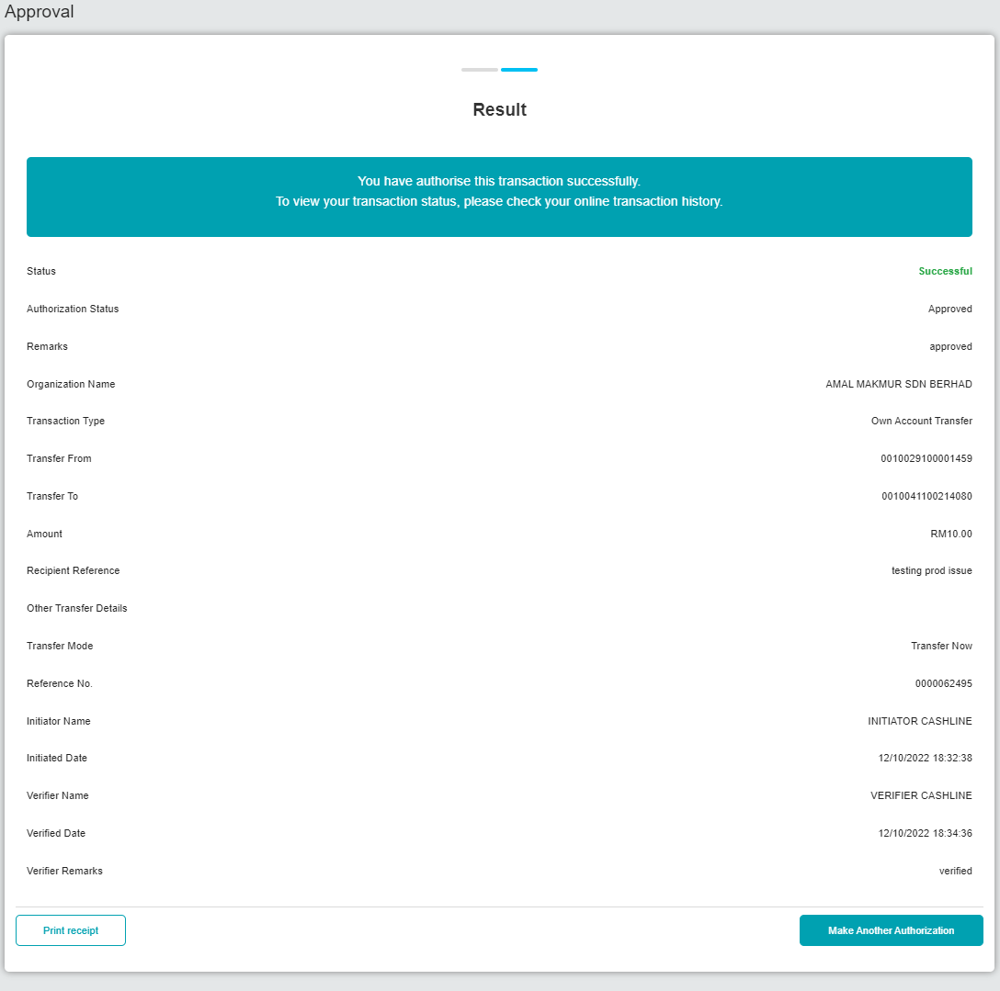 Approval
Result
You have authorise this transaction successfully.
To view your transaction status, please check your online transaction history.
Status Successful
Authorization Status Approved
Remarks approved
Organization Name AMAL MAKMUR SDN BERHAD
Transaction Type Own Account Transfer
Transfer From 0010029100001459
Transfer To 0010041100214080
Amount RM10.00
Recipient Reference testing prod issue
Other Transfer Details
Transfer Mode Transfer Now
Reference No. 0000062495
Initiator Name INITIATOR CASHLINE
Initiated Date 12/10/2022 18:32:38
Verifier Name VERIFIER CASHLINE
Verified Date 12/10/2022 18:34:36
Verifier Remarks verified
Print receipt Make Another Authorization